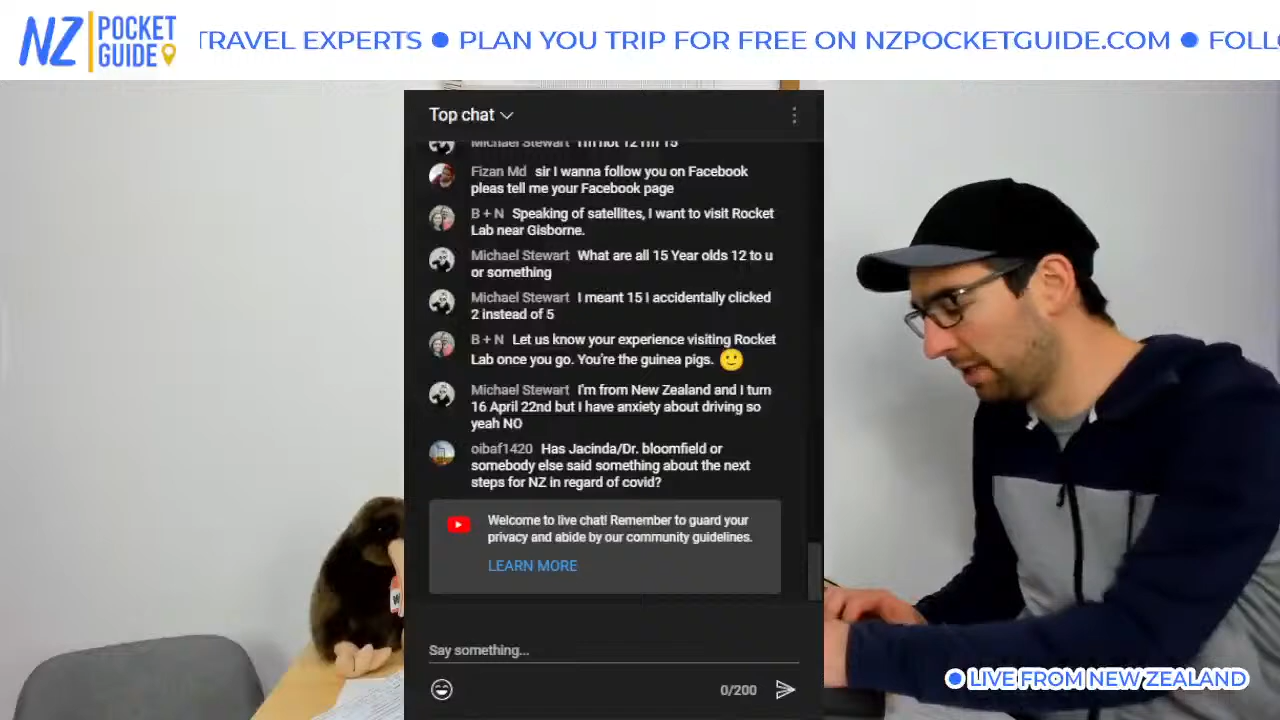 NZ POCKET GUIDE
TRAVEL EXPERTS ● PLAN YOU TRIP FOR FREE ON NZPOCKETGUIDE.COM ● FOLL
Top chat
Michael Stewart I'm not 12 I'm 15
Fizan Md sir I wanna follow you on Facebook
pleas tell me your Facebook page
B + N Speaking of satellites, I want to visit Rocket
Lab near Gisborne.
Michael Stewart What are all 15 Year olds 12 to u
or something
Michael Stewart I meant 15 I accidentally clicked
2 instead of 5
B + N Let us know your experience visiting Rocket
Lab once you go. You're the guinea pigs. 🙂
Michael Stewart I'm from New Zealand and I turn
16 April 22nd but I have anxiety about driving so
yeah NO
oibaf1420 Has Jacinda/Dr. bloomfield or
somebody else said something about the next
steps for NZ in regard of covid?
Welcome to live chat! Remember to guard your
privacy and abide by our community guidelines.
LEARN MORE
Say something...
0/200
● LIVE FROM NEW ZEALAND